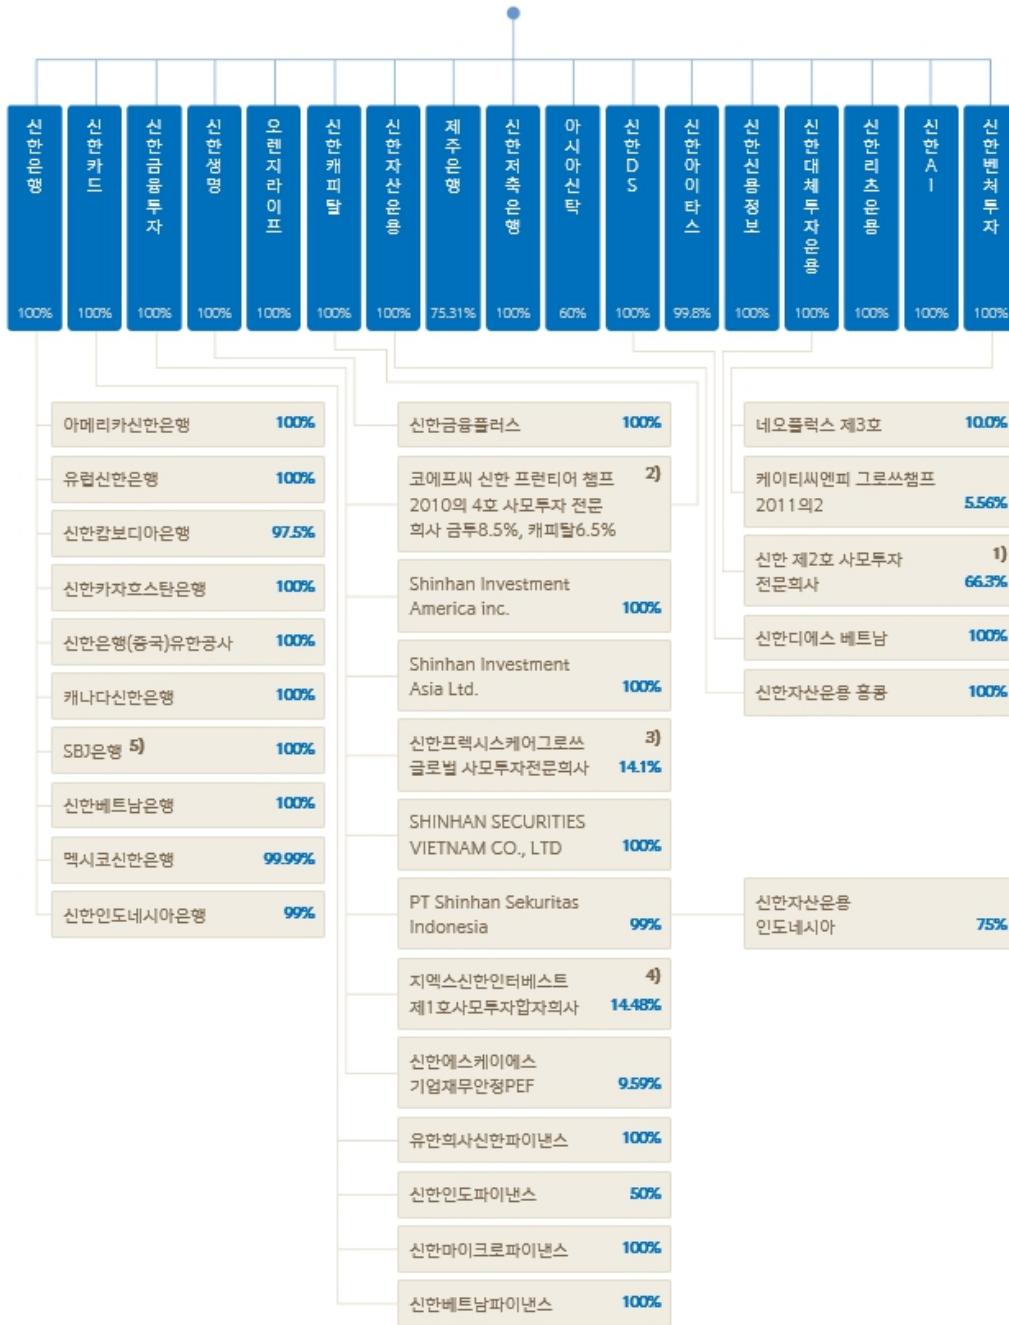 신한은행
100%
신한카드
100%
신한금융투자
100%
신한생명
100%
오렌지라이프
100%
신한캐피탈
100%
신한자산운용
100%
제주은행
75.31%
신한저축은행
100%
아시아신탁
60%
신한DS
100%
신한아이타스
99.8%
신한신용정보
100%
신한대체투자운용
100%
신한리츠운용
100%
신한AI
100%
신한벤처투자
100%
아메리카신한은행 100%
유럽신한은행 100%
신한캄보디아은행 97.5%
신한카자흐스탄은행 100%
신한은행(중국)유한공사 100%
캐나다신한은행 100%
SBJ은행 5) 100%
신한베트남은행 100%
멕시코신한은행 99.99%
신한인도네시아은행 99%
신한금융플러스 100%
코에프씨 신한 프런티어 챔프 2)
2010의 4호 사모투자 전문
회사 금투8.5%, 캐피탈6.5%
Shinhan Investment
America inc. 100%
Shinhan Investment
Asia Ltd. 100%
신한프렉시스케어그로쓰 3)
글로벌 사모투자전문회사 14.1%
SHINHAN SECURITIES
VIETNAM CO., LTD 100%
PT Shinhan Sekuritas
Indonesia 99%
지엑스신한인터베스트 4)
제1호사모투자합자회사 14.48%
신한에스케이에스
기업재무안정PEF 9.59%
유한회사신한파이낸스 100%
신한인도파이낸스 50%
신한마이크로파이낸스 100%
신한베트남파이낸스 100%
네오플럭스 제3호 10.0%
케이티씨엔피 그로쓰챔프
2011의2 5.56%
신한 제2호 사모투자 1)
전문회사 66.3%
신한디에스 베트남 100%
신한자산운용 홍콩 100%
신한자산운용
인도네시아 75%